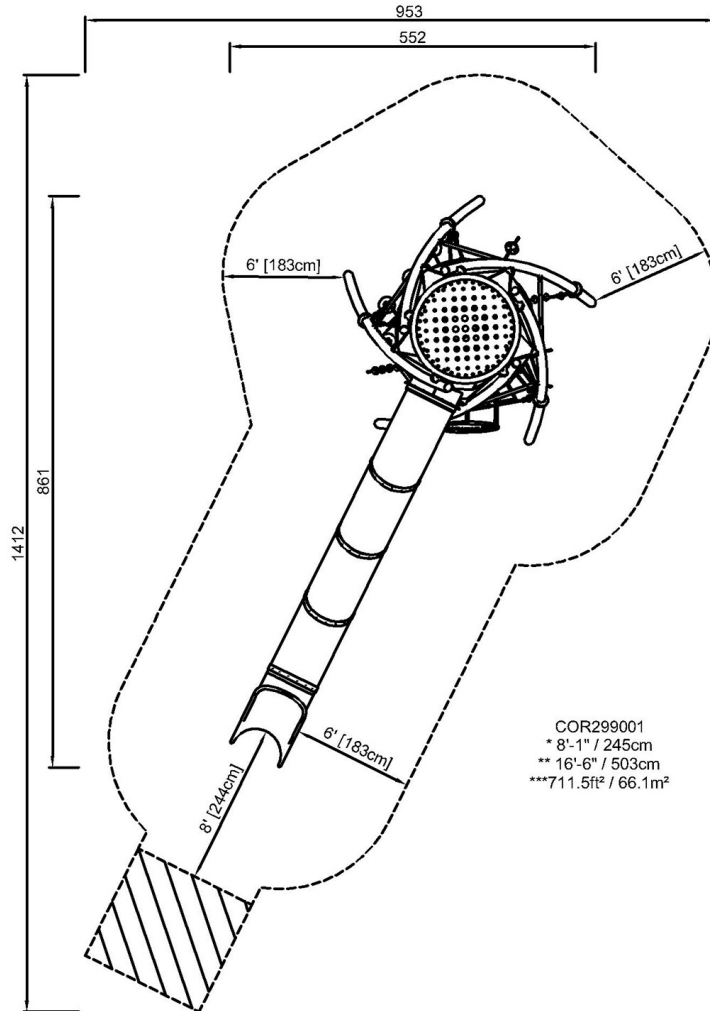 953
552
6' [183cm]
6' [183cm]
861
1412
6' [183cm]
8' [244cm]
COR299001
* 8'-1" / 245cm
** 16'-6" / 503cm
***711.5ft² / 66.1m²